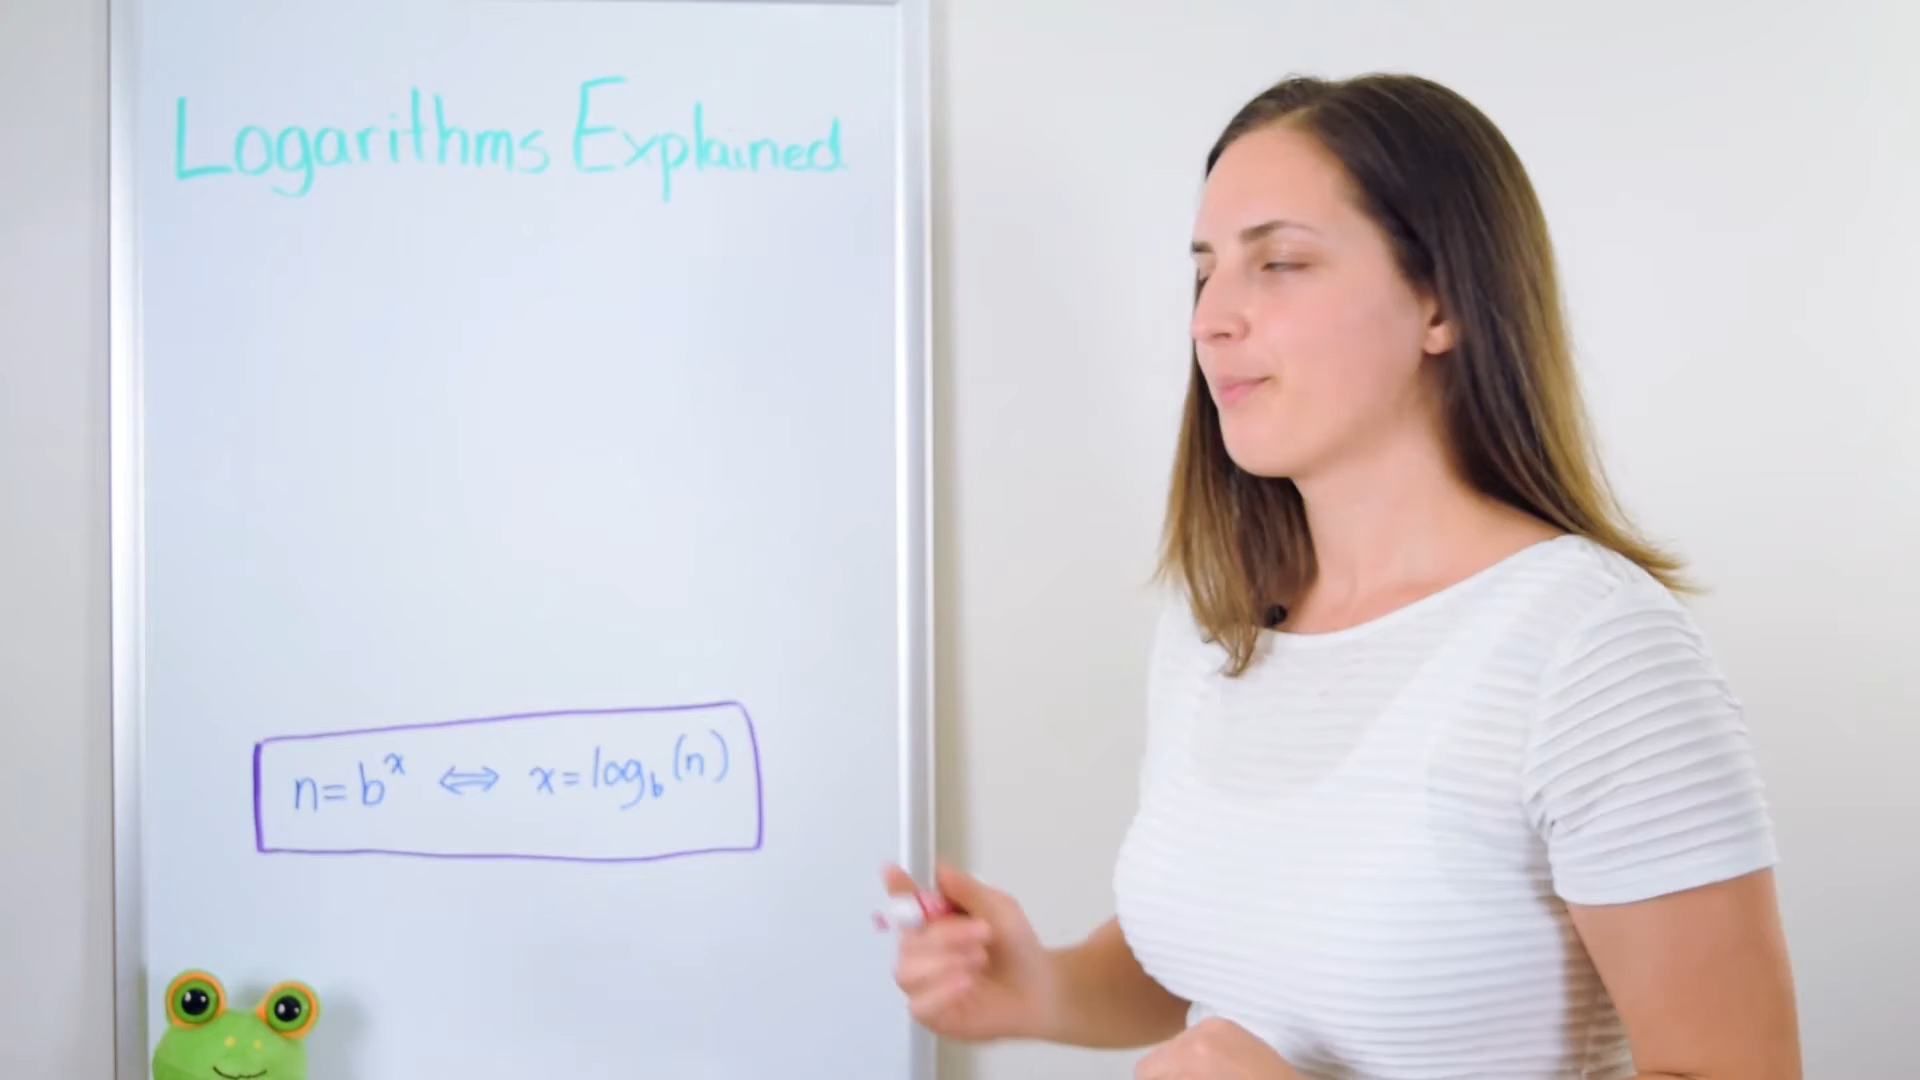 Logarithms Explained
n=b^x ⇔ x=log_b(n)